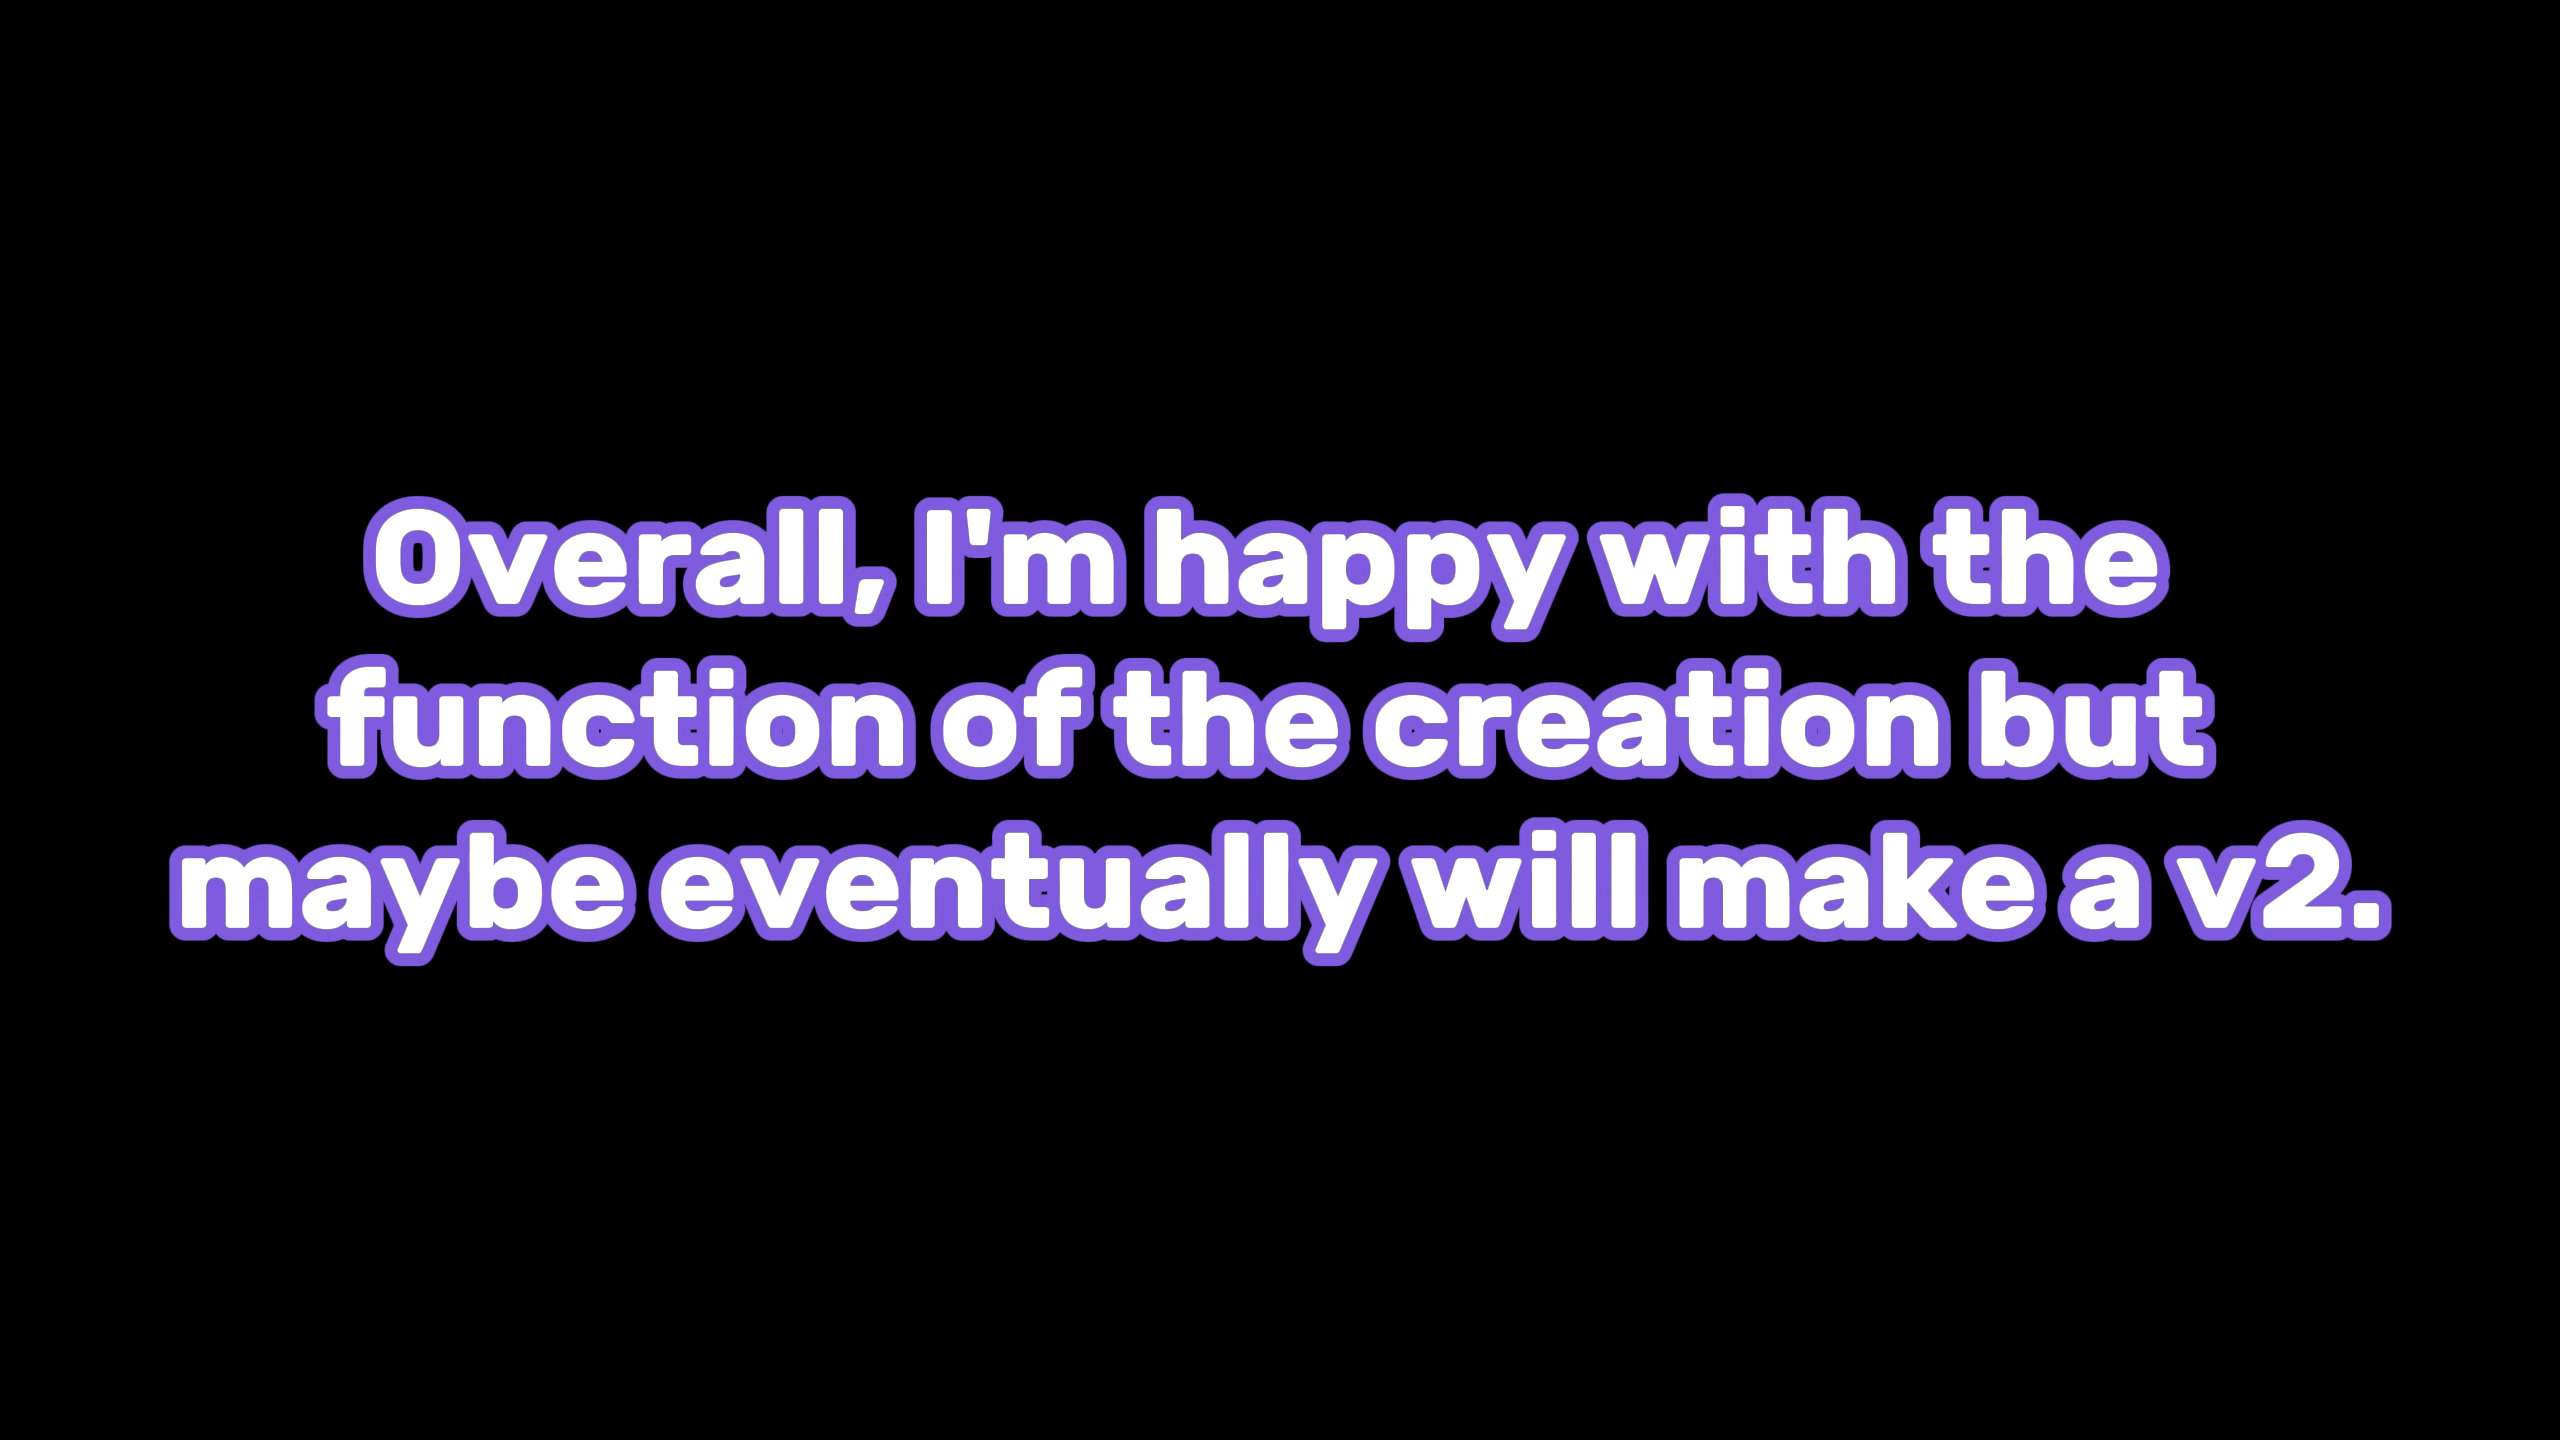 Overall, I'm happy with the
function of the creation but
maybe eventually will make a v2.